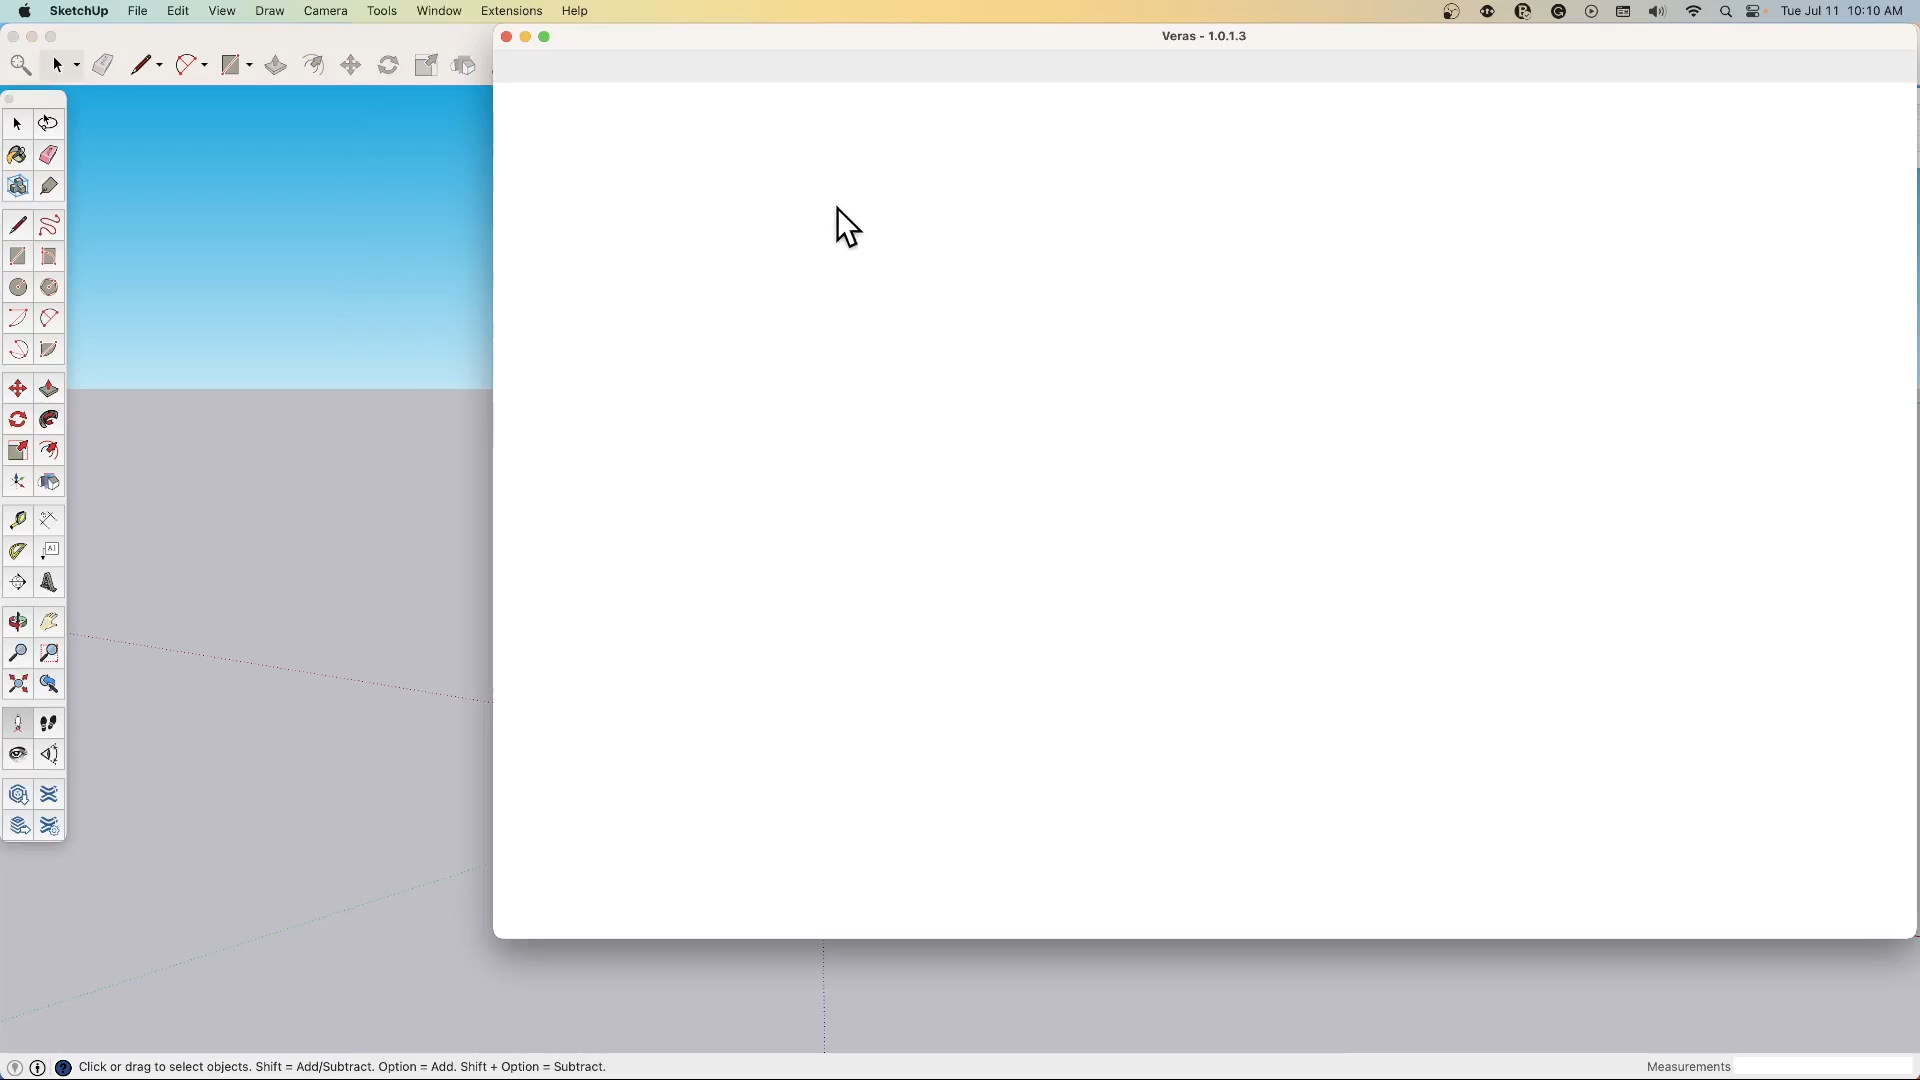 SketchUp File Edit View Draw Camera Tools Window Extensions Help Tue Jul 11 10:10 AM
Veras - 1.0.1.3
A1
Click or drag to select objects. Shift = Add/Subtract. Option = Add. Shift + Option = Subtract. Measurements